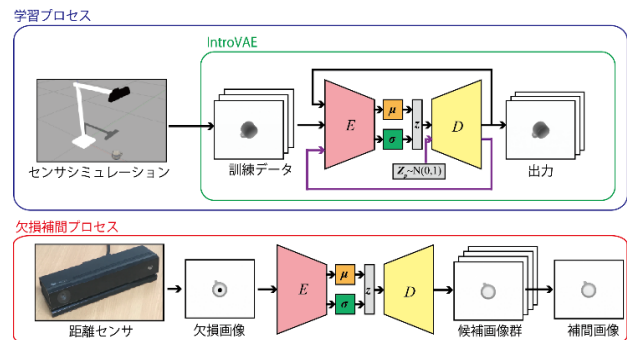 学習プロセス
IntroVAE
センサシミュレーション
訓練データ
E
μ
σ
z
D
Z_p~N(0,1)
出力
欠損補間プロセス
距離センサ
欠損画像
E
μ
σ
z
D
候補画像群
補間画像